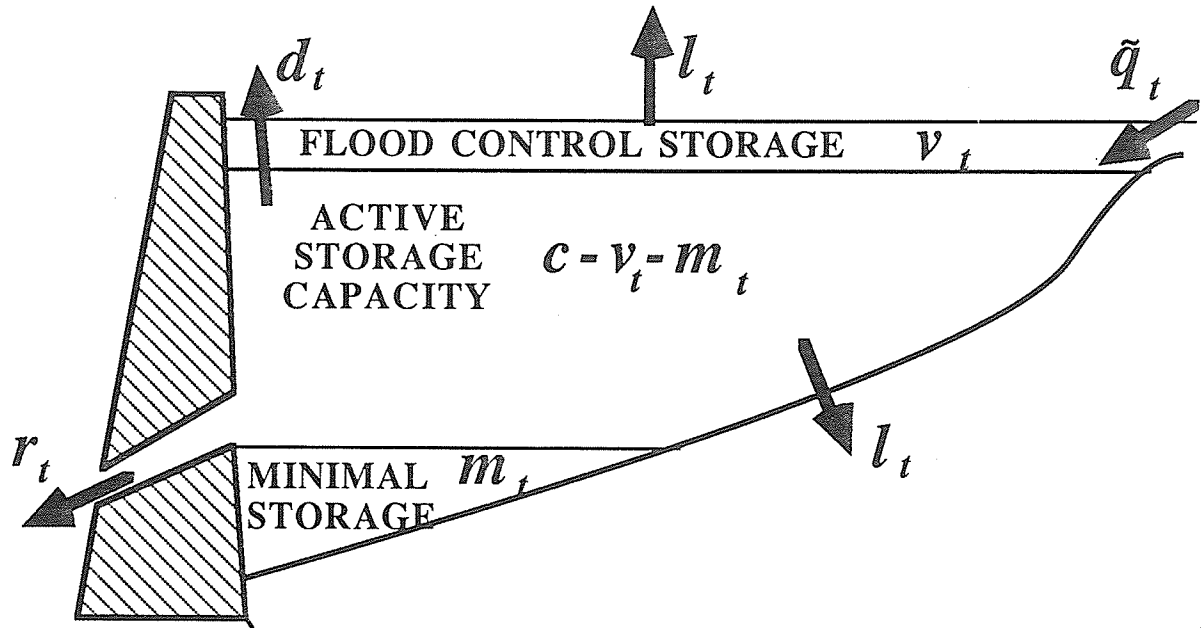 d_t
l_t
q̃_t
FLOOD CONTROL STORAGE v_t
ACTIVE
STORAGE c - v_t - m_t
CAPACITY
r_t
l_t
MINIMAL m_t
STORAGE